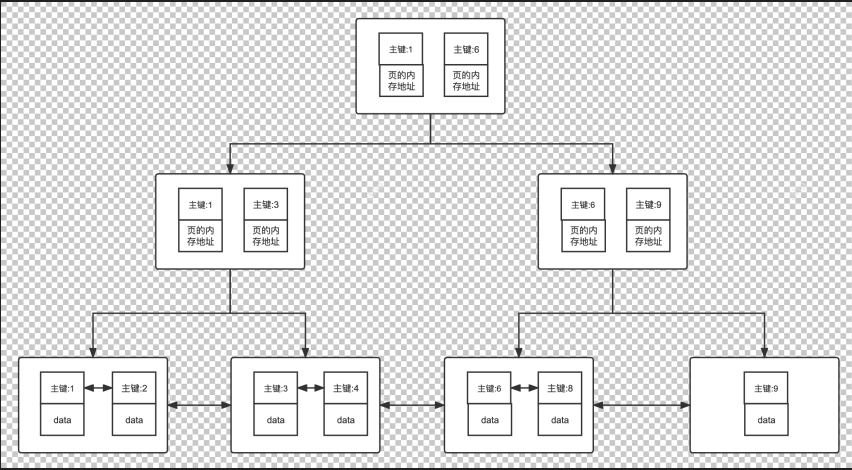 主键:1
主键:6
页的内
存地址
页的内
存地址
主键:1
主键:3
页的内
存地址
页的内
存地址
主键:6
主键:9
页的内
存地址
页的内
存地址
主键:1
主键:2
data
data
主键:3
主键:4
data
data
主键:6
主键:8
data
data
主键:9
data